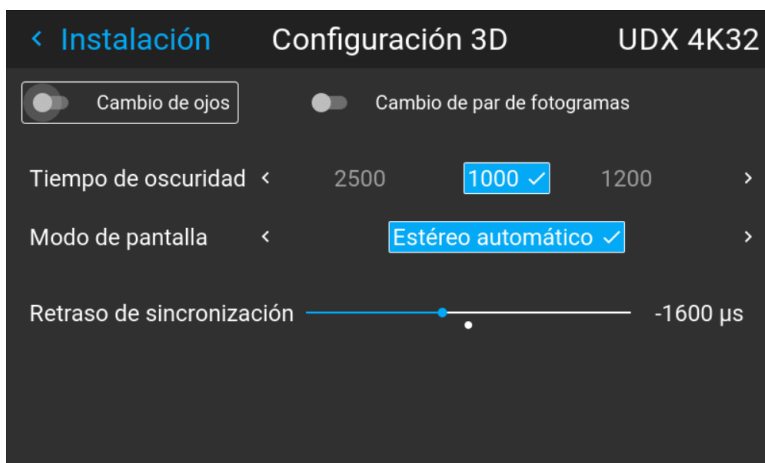 Instalación Configuración 3D UDX 4K32
Cambio de ojos Cambio de par de fotogramas
Tiempo de oscuridad 2500 1000 1200
Modo de pantalla Estéreo automático
Retraso de sincronización -1600 µs